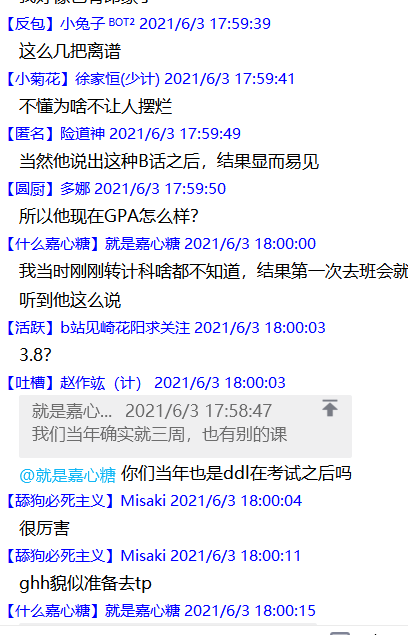 【反包】小兔子 BOT2 2021/6/3 17:59:39
这么几把离谱
【小菊花】徐家恒(少计) 2021/6/3 17:59:41
不懂为啥不让人摆烂
【匿名】险道神 2021/6/3 17:59:49
当然他说出这种B话之后，结果显而易见
【圆厨】多娜 2021/6/3 17:59:50
所以他现在GPA怎么样？
【什么嘉心糖】就是嘉心糖 2021/6/3 18:00:00
我当时刚刚转计科啥都不知道，结果第一次去班会就
听到他这么说
【活跃】b站见崎花阳求关注 2021/6/3 18:00:03
3.8？
【吐槽】赵作竑（计） 2021/6/3 18:00:03
就是嘉心... 2021/6/3 17:58:47
我们当年确实就三周，也有别的课
@就是嘉心糖 你们当年也是ddl在考试之后吗
【舔狗必死主义】Misaki 2021/6/3 18:00:04
很厉害
【舔狗必死主义】Misaki 2021/6/3 18:00:11
ghh貌似准备去tp
【什么嘉心糖】就是嘉心糖 2021/6/3 18:00:15